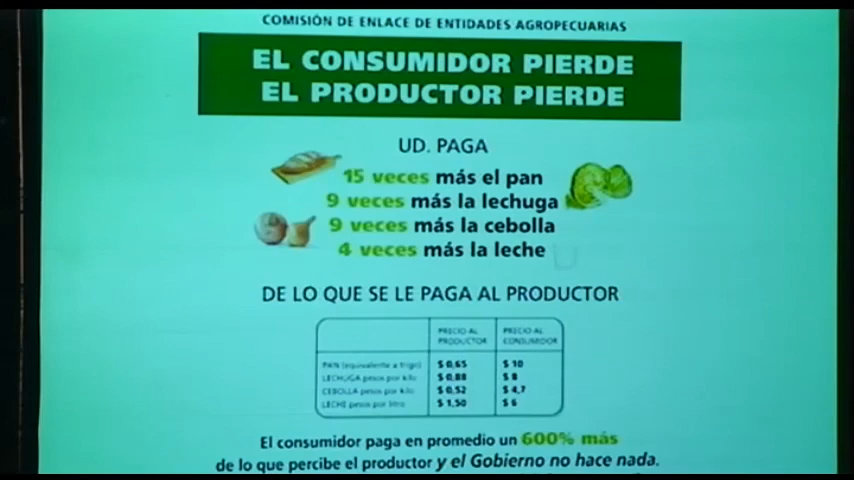 COMISIÓN DE ENLACE DE ENTIDADES AGROPECUARIAS
EL CONSUMIDOR PIERDE
EL PRODUCTOR PIERDE
UD. PAGA
15 veces más el pan
9 veces más la lechuga
9 veces más la cebolla
4 veces más la leche
DE LO QUE SE LE PAGA AL PRODUCTOR
PRECIO AL PRODUCTOR PRECIO AL CONSUMIDOR
PAN (equivalente a trigo) $ 0,65 $ 10
LECHUGA pesos por kilo $ 0,88 $ 8
CEBOLLA pesos por kilo $ 0,52 $ 4,7
LECHE pesos por litro $ 1,50 $ 6
El consumidor paga en promedio un 600% más
de lo que percibe el productor y el Gobierno no hace nada.